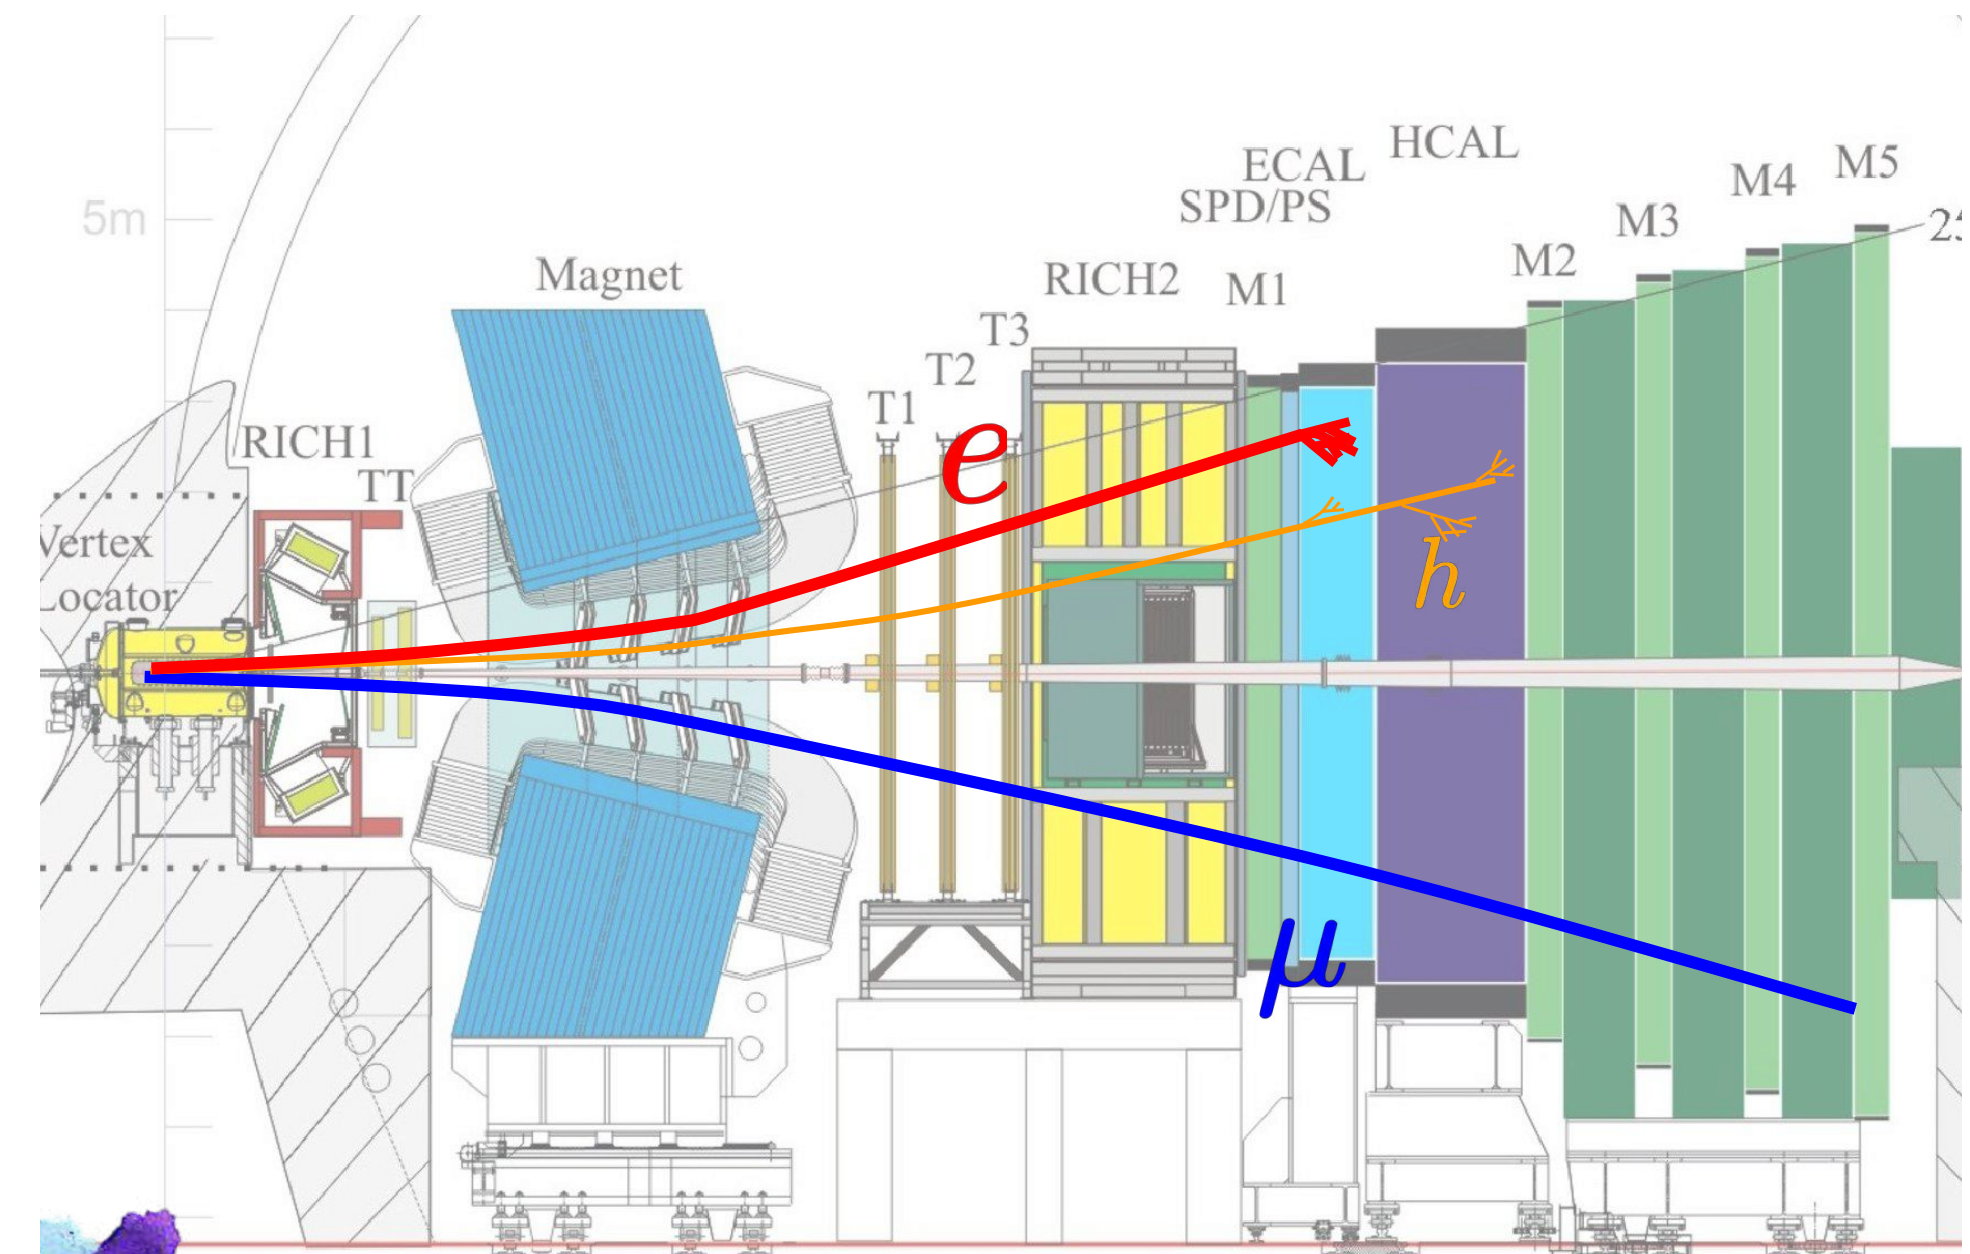 HCAL
ECAL
M5
M4
SPD/PS
M3
5m
M2
Magnet
RICH2
M1
T3
T2
T1
RICH1
e
TT
Vertex
Locator
h
μ